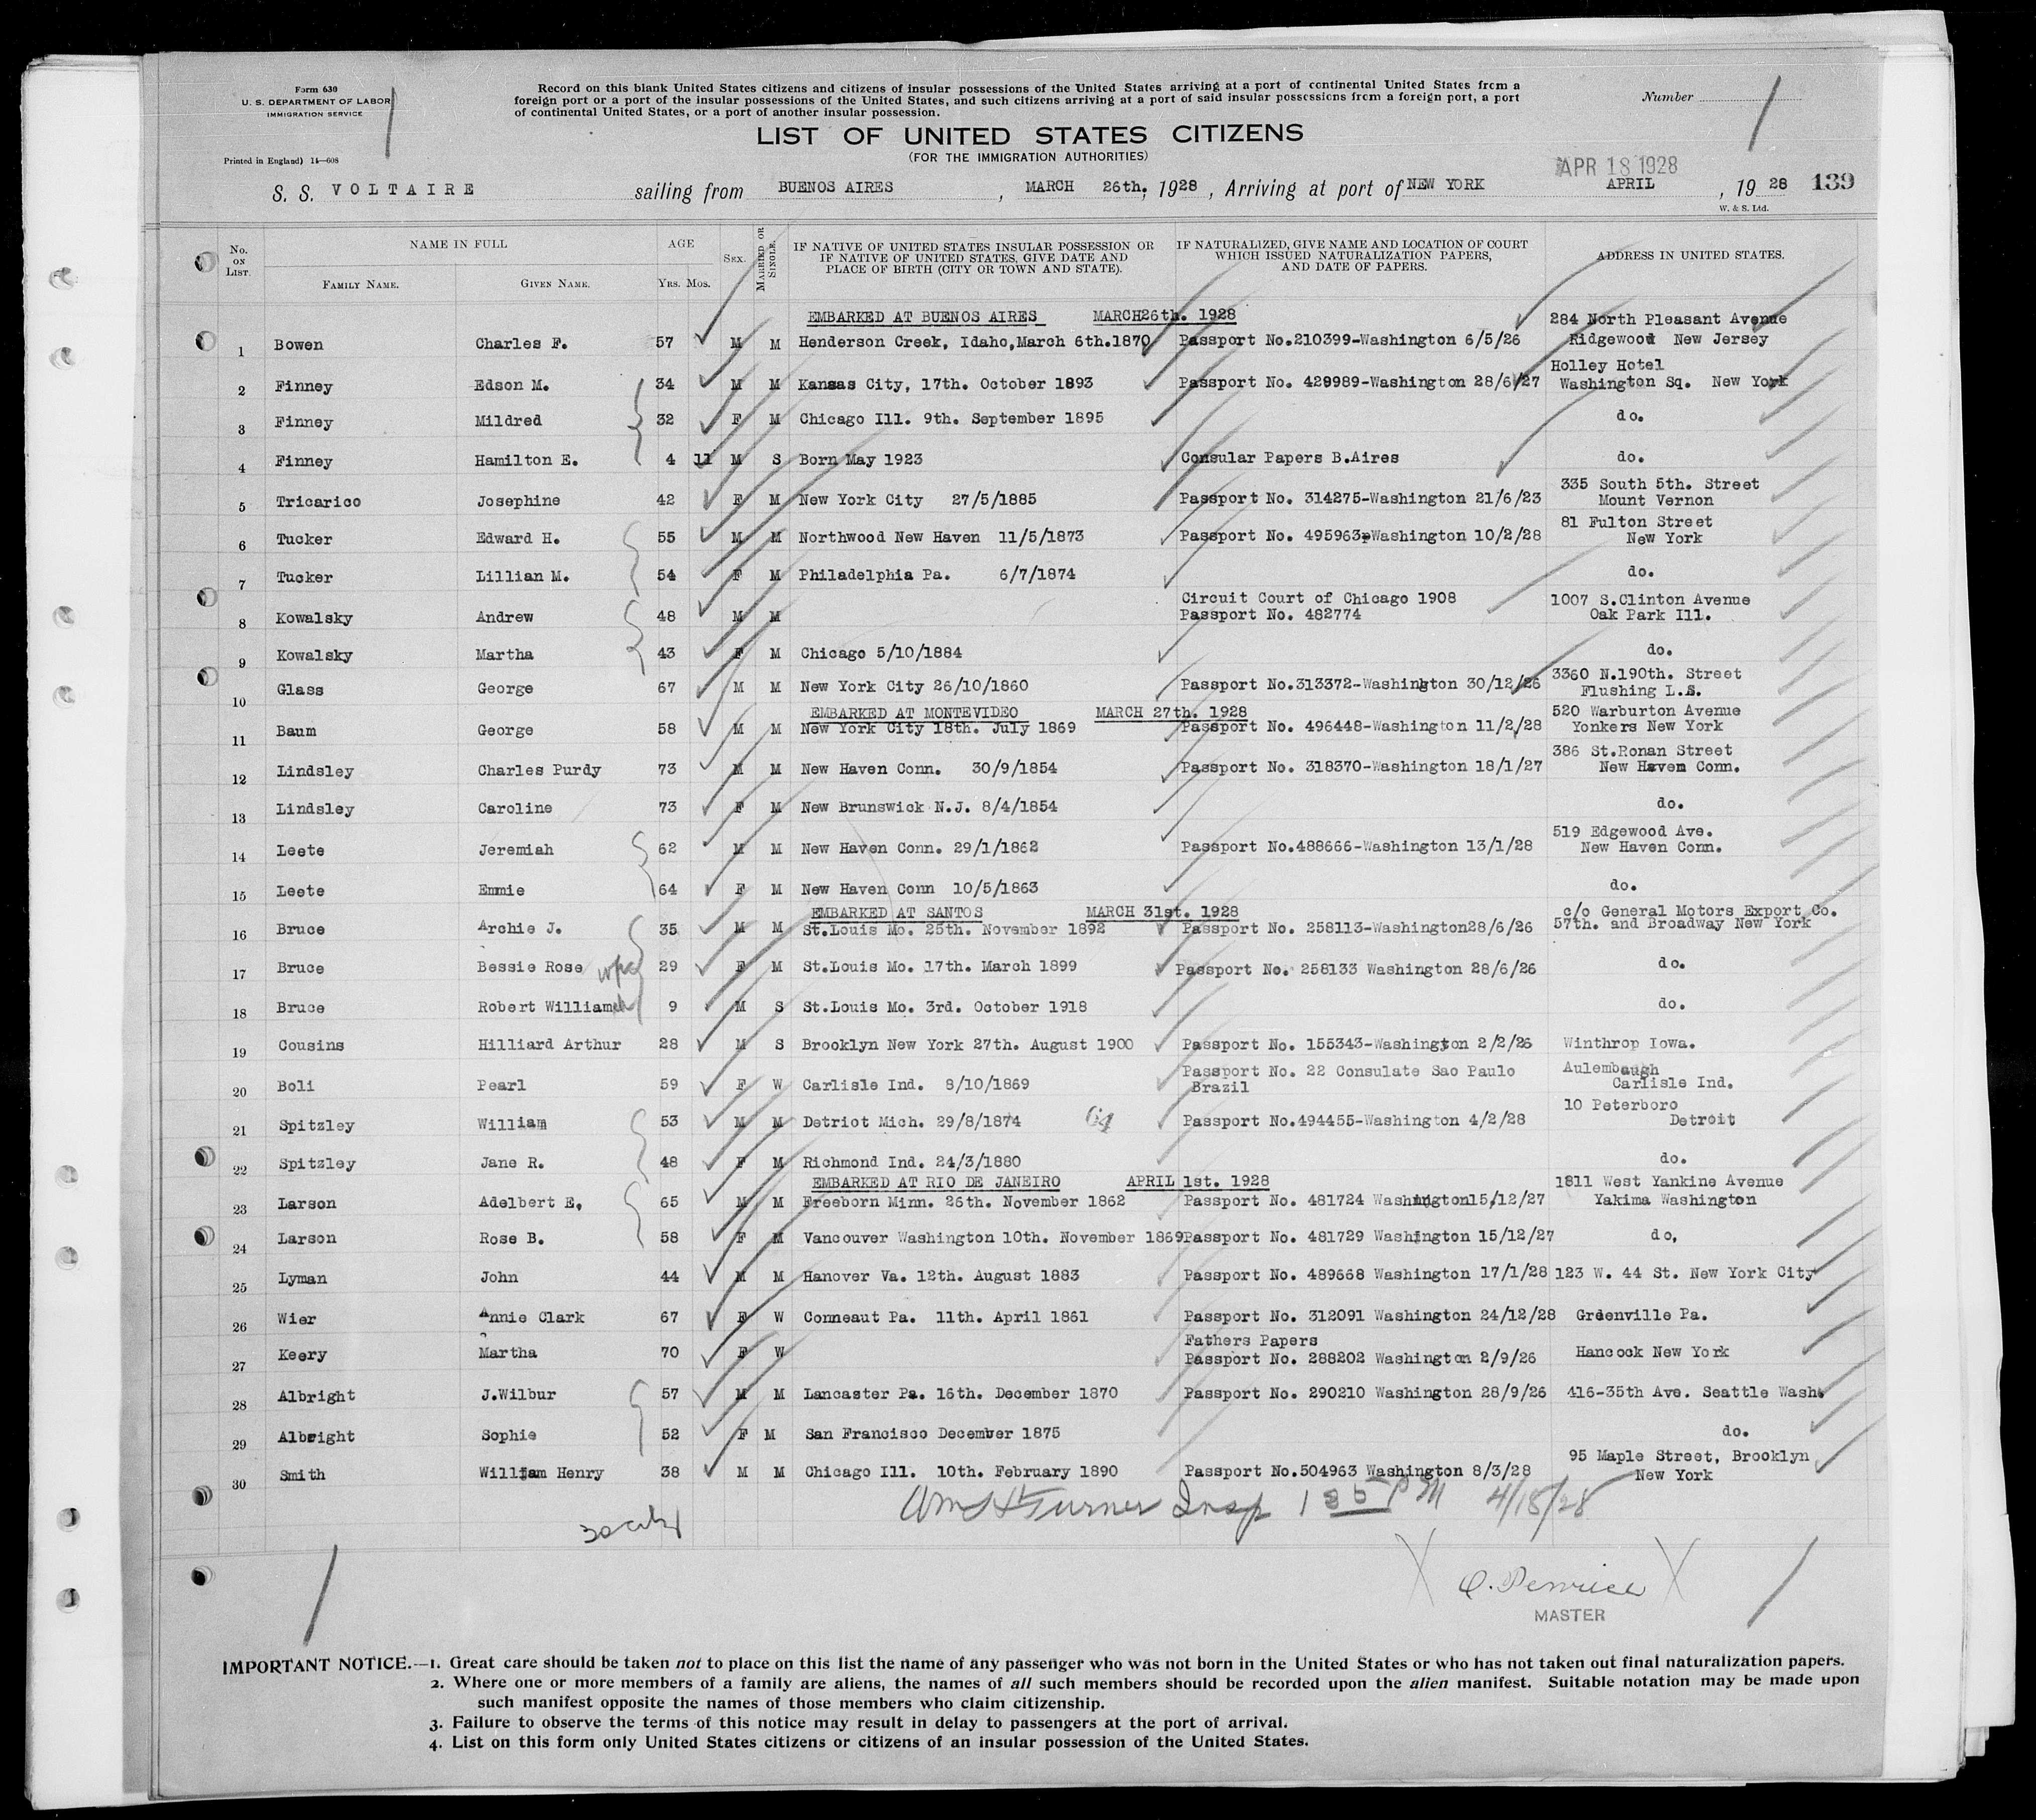 Form 630
U. S. DEPARTMENT OF LABOR
IMMIGRATION SERVICE
Printed in England) 14—608
Record on this blank United States citizens and citizens of insular possessions of the United States arriving at a port of continental United States from a
foreign port or a port of the insular possessions of the United States, and such citizens arriving at a port of said insular possessions from a foreign port, a port
of continental United States, or a port of another insular possession.
Number
LIST OF UNITED STATES CITIZENS
(FOR THE IMMIGRATION AUTHORITIES)
APR 18 1928
S. S. VOLTAIRE sailing from BUENOS AIRES, MARCH 26th. 1928, Arriving at port of NEW YORK APRIL, 1928 139
W. & S. Ltd.
No. ON LIST. NAME IN FULL AGE SEX. MARRIED OR SINGLE. IF NATIVE OF UNITED STATES INSULAR POSSESSION OR IF NATIVE OF UNITED STATES, GIVE DATE AND PLACE OF BIRTH (CITY OR TOWN AND STATE). IF NATURALIZED, GIVE NAME AND LOCATION OF COURT WHICH ISSUED NATURALIZATION PAPERS, AND DATE OF PAPERS. ADDRESS IN UNITED STATES.
FAMILY NAME. GIVEN NAME. Yrs. Mos.
EMBARKED AT BUENOS AIRES MARCH26th. 1928
1 Bowen Charles F. 57 M M Henderson Creek, Idaho,March 6th.1870 Passport No.210399-Washington 6/5/26 284 North Pleasant Avenue Ridgewood New Jersey
2 Finney Edson M. 34 M M Kansas City, 17th. October 1893 Passport No. 429989-Washington 28/6/27 Holley Hotel Washington Sq. New York
3 Finney Mildred 32 F M Chicago Ill. 9th. September 1895 do.
4 Finney Hamilton E. 4 11 M S Born May 1923 Consular Papers B.Aires do.
5 Tricarico Josephine 42 F M New York City 27/5/1885 Passport No. 314275-Washington 21/6/23 335 South 5th. Street Mount Vernon
6 Tucker Edward H. 55 M M Northwood New Haven 11/5/1873 Passport No. 495963-Washington 10/2/28 81 Fulton Street New York
7 Tucker Lillian M. 54 F M Philadelphia Pa. 6/7/1874 do.
8 Kowalsky Andrew 48 M M Circuit Court of Chicago 1908 Passport No. 482774 1007 S.Clinton Avenue Oak Park Ill.
9 Kowalsky Martha 43 F M Chicago 5/10/1884 do.
10 Glass George 67 M M New York City 26/10/1860 Passport No.313372-Washington 30/12/26 3360 N.190th. Street Flushing L.S.
EMBARKED AT MONTEVIDEO MARCH 27th. 1928
11 Baum George 58 M M New York City 18th. July 1869 Passport No. 496448-Washington 11/2/28 520 Warburton Avenue Yonkers New York
12 Lindsley Charles Purdy 73 M M New Haven Conn. 30/9/1854 Passport No. 318370-Washington 18/1/27 386 St.Ronan Street New Haven Conn.
13 Lindsley Caroline 73 F M New Brunswick N.J. 8/4/1854 do.
14 Leete Jeremiah 62 M M New Haven Conn. 29/1/1862 Passport No.488666-Washington 13/1/28 519 Edgewood Ave. New Haven Conn.
15 Leete Emmie 64 F M New Haven Conn 10/5/1863 do.
EMBARKED AT SANTOS MARCH 31st. 1928
16 Bruce Archie J. 35 M M St.Louis Mo. 25th. November 1892 Passport No. 258113-Washington28/6/26 c/o General Motors Export Co. 57th. and Broadway New York
17 Bruce Bessie Rose 29 F M St.Louis Mo. 17th. March 1899 Passport No. 258133 Washington 28/6/26 do.
18 Bruce Robert William 9 M S St.Louis Mo. 3rd. October 1918 do.
19 Cousins Hilliard Arthur 28 M S Brooklyn New York 27th. August 1900 Passport No. 155343-Washington 2/2/26 Winthrop Iowa.
20 Boli Pearl 59 F W Carlisle Ind. 8/10/1869 Passport No. 22 Consulate Sao Paulo Brazil Aulembaugh Carlisle Ind.
21 Spitzley William 53 M M Detriot Mich. 29/8/1874 64 Passport No.494455-Washington 4/2/28 10 Peterboro Detroit
22 Spitzley Jane R. 48 F M Richmond Ind. 24/3/1880 do.
EMBARKED AT RIO DE JANEIRO APRIL 1st. 1928
23 Larson Adelbert E. 65 M M Freeborn Minn. 26th. November 1862 Passport No. 481724 Washington15/12/27 1811 West Yankine Avenue Yakima Washington
24 Larson Rose B. 58 F M Vancouver Washington 10th. November 1869 Passport No. 481729 Washington 15/12/27 do,
25 Lyman John 44 M M Hanover Va. 12th. August 1883 Passport No. 489668 Washington 17/1/28 123 W. 44 St. New York City
26 Wier Annie Clark 67 F W Conneaut Pa. 11th. April 1861 Passport No. 312091 Washington 24/12/28 Greenville Pa.
27 Keery Martha 70 F W Fathers Papers Passport No. 288202 Washington 2/9/26 Hancock New York
28 Albright J.Wilbur 57 M M Lancaster Pa. 16th. December 1870 Passport No. 290210 Washington 28/9/26 416-35th Ave. Seattle Wash.
29 Albright Sophie 52 F M San Francisco December 1875 do.
30 Smith William Henry 38 M M Chicago Ill. 10th. February 1890 Passport No.504963 Washington 8/3/28 95 Maple Street, Brooklyn New York
Wm H Turner Insp 1 35 PM 4/18/28
MASTER
IMPORTANT NOTICE.—1. Great care should be taken not to place on this list the name of any passenger who was not born in the United States or who has not taken out final naturalization papers.
2. Where one or more members of a family are aliens, the names of all such members should be recorded upon the alien manifest. Suitable notation may be made upon
such manifest opposite the names of those members who claim citizenship.
3. Failure to observe the terms of this notice may result in delay to passengers at the port of arrival.
4. List on this form only United States citizens or citizens of an insular possession of the United States.